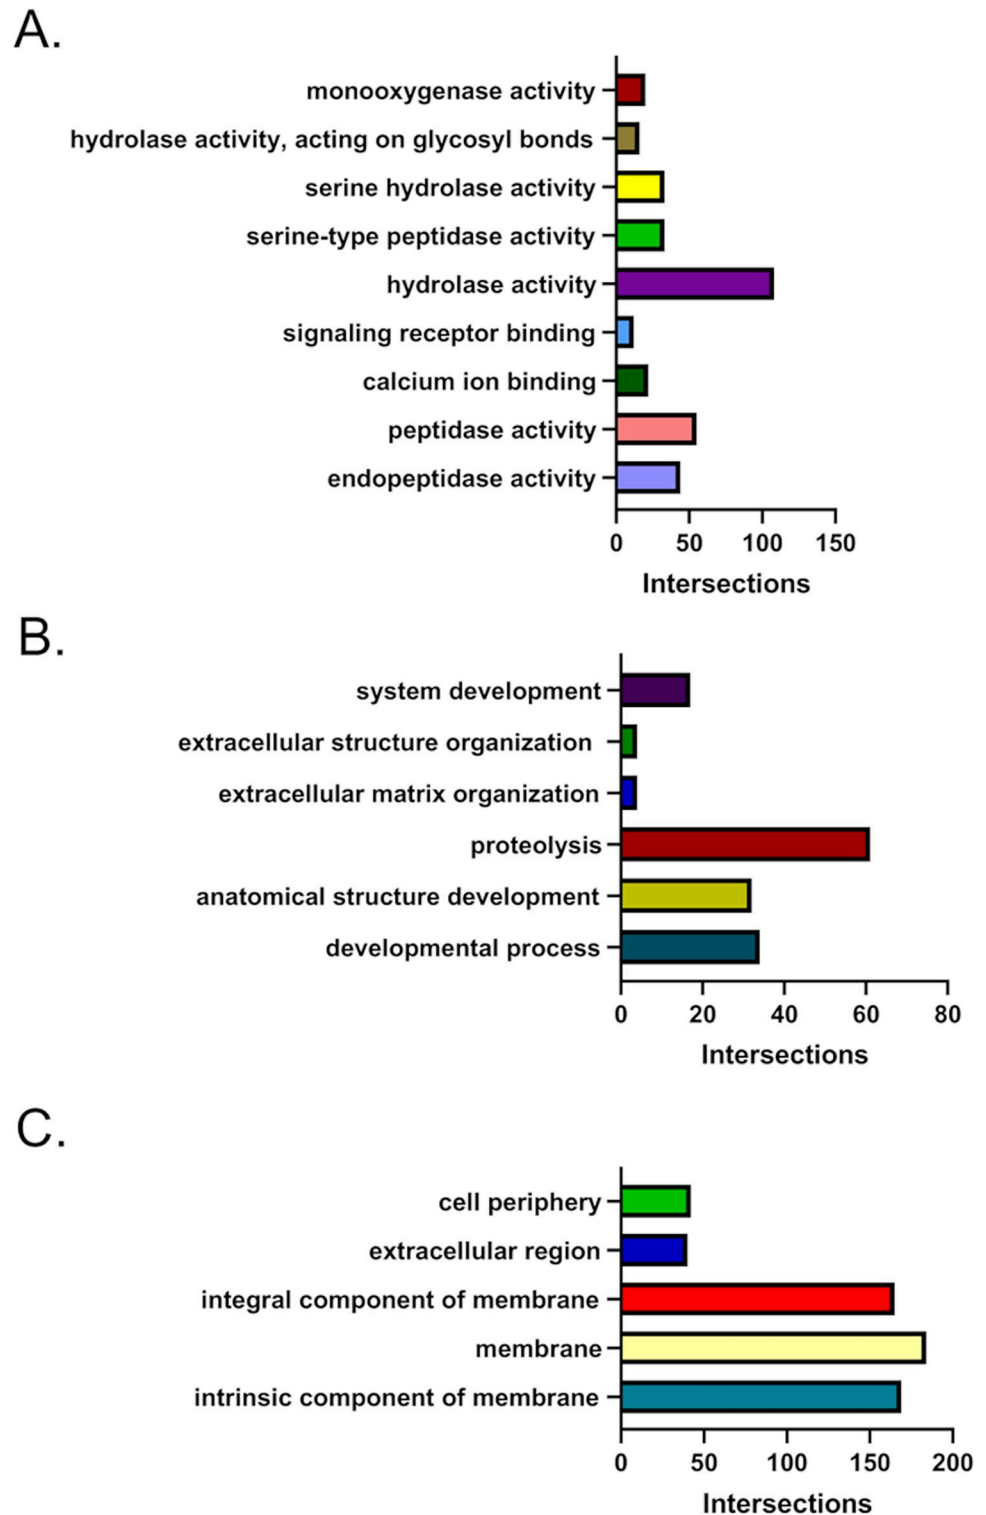 A.
monooxygenase activity
hydrolase activity, acting on glycosyl bonds
serine hydrolase activity
serine-type peptidase activity
hydrolase activity
signaling receptor binding
calcium ion binding
peptidase activity
endopeptidase activity
0 50 100 150
Intersections
B.
system development
extracellular structure organization
extracellular matrix organization
proteolysis
anatomical structure development
developmental process
0 20 40 60 80
Intersections
C.
cell periphery
extracellular region
integral component of membrane
membrane
intrinsic component of membrane
0 50 100 150 200
Intersections